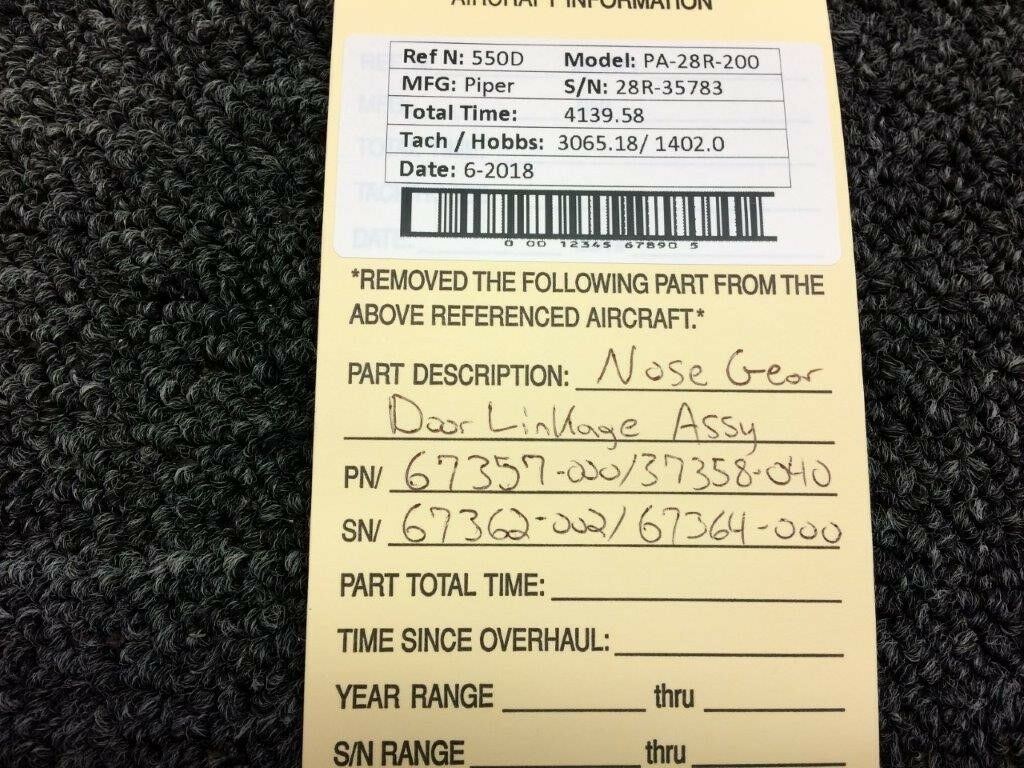 AIRCRAFT INFORMATION
Ref N: 550D Model: PA-28R-200
MFG: Piper S/N: 28R-35783
Total Time: 4139.58
Tach / Hobbs: 3065.18/ 1402.0
Date: 6-2018
0 00 12345 67890 5
DATE:
*REMOVED THE FOLLOWING PART FROM THE
ABOVE REFERENCED AIRCRAFT.*
PART DESCRIPTION: Nose Gear
Door Linkage Assy
PN/ 67357-000/37358-040
SN/ 67362-002/67364-000
PART TOTAL TIME:
TIME SINCE OVERHAUL:
YEAR RANGE thru
S/N RANGE thru